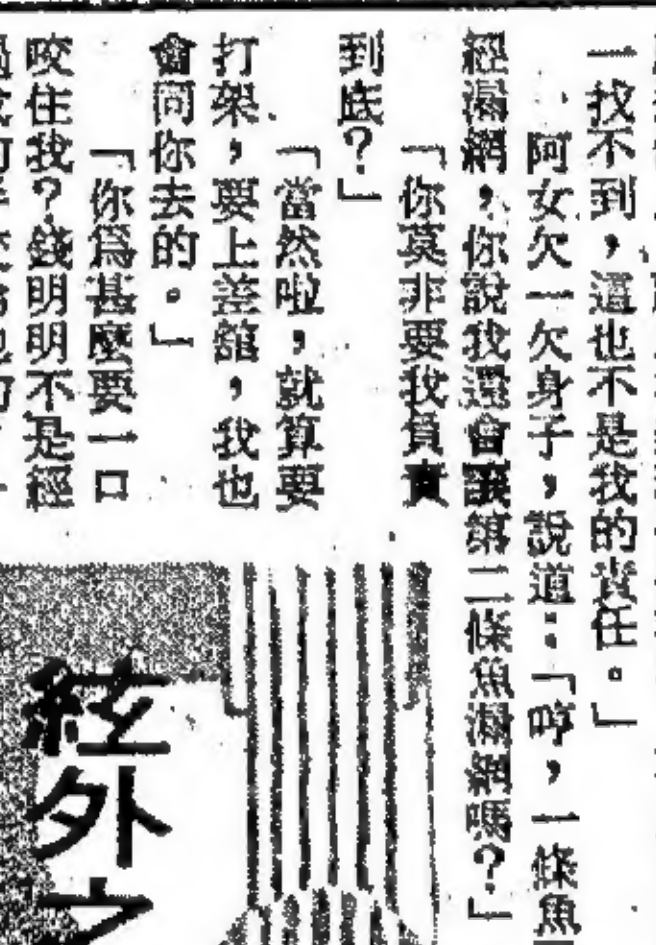 一找不到，這也不是我的責任。」
阿女欠一欠身子，說道：「哼，一條魚
經漏網，你說我還會讓第二條魚漏網嗎？」
「你莫非要我負責
到底？」
「當然啦，就算要
打架，要上差館，我也
會同你去的。」
「你爲甚麼要一口
咬住我？錢明明不是經
絃外之